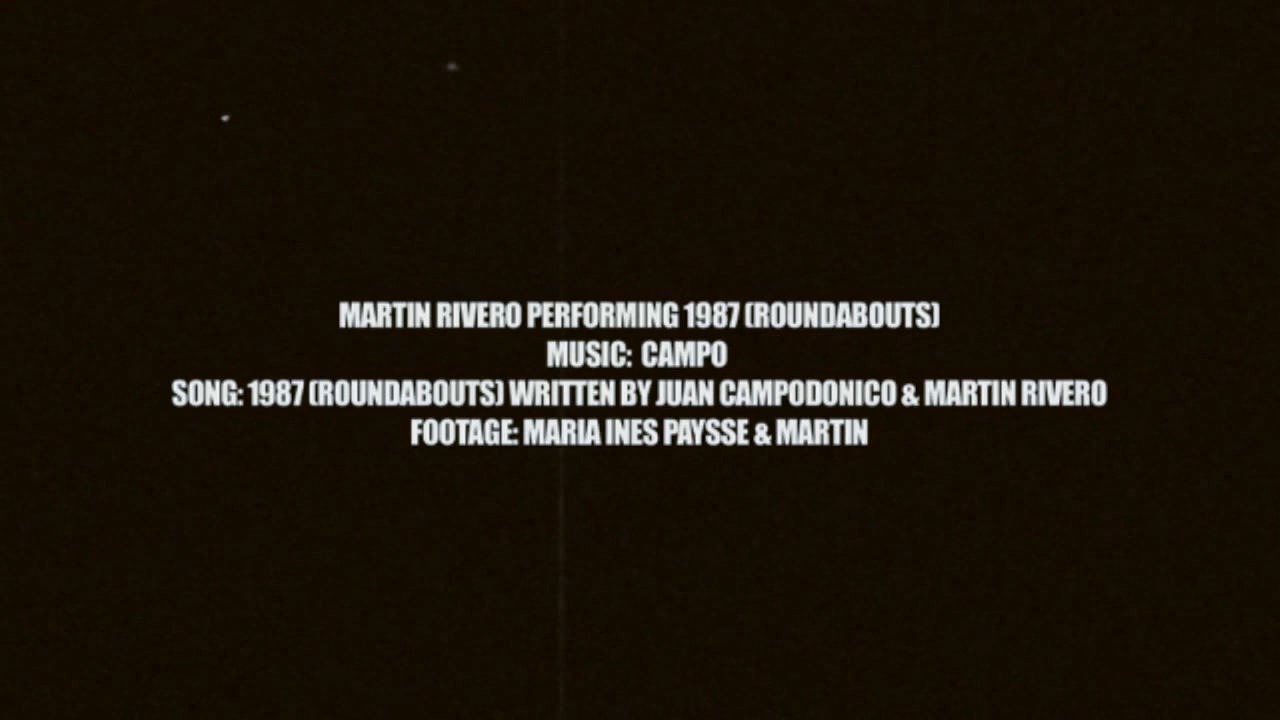 MARTIN RIVERO PERFORMING 1987 (ROUNDABOUTS)
MUSIC: CAMPO
SONG: 1987 (ROUNDABOUTS) WRITTEN BY JUAN CAMPODONICO & MARTIN RIVERO
FOOTAGE: MARIA INES PAYSSE & MARTIN